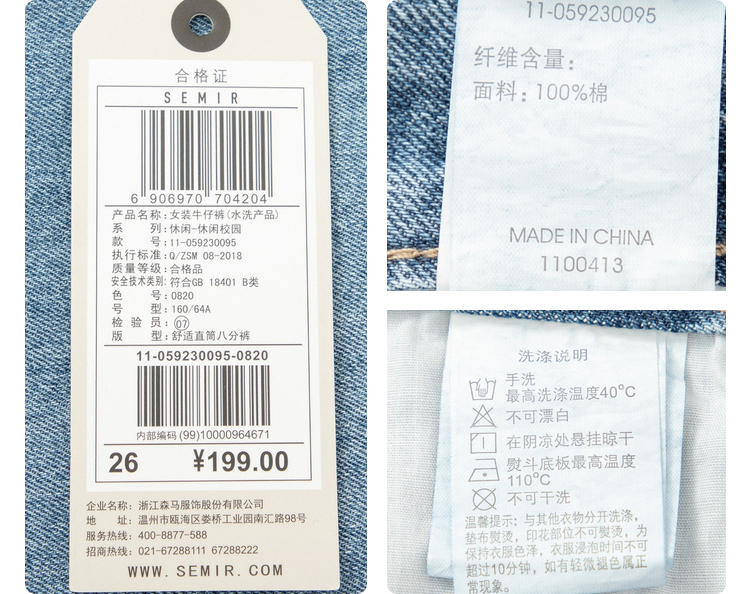 合格证
SEMIR
6 906970 704204
产品名称:女装牛仔裤(水洗产品)
系 列:休闲-休闲校园
款 号:11-059230095
执行标准:Q/ZSM 08-2018
质量等级:合格品
安全技术类别:符合GB 18401 B类
色 号:0820
号 型:160/64A
检 验 员:07
版 型:舒适直筒八分裤
11-059230095-0820
内部编码(99)10000964671
26 ¥199.00
企业名称:浙江森马服饰股份有限公司
地 址:温州市瓯海区娄桥工业园南汇路98号
服务热线:400-8877-588
招商热线:021-67288111 67288222
WWW.SEMIR.COM
11-059230095
纤维含量:
面料:100%棉
MADE IN CHINA
1100413
洗涤说明
手洗
最高洗涤温度40°C
不可漂白
在阴凉处悬挂晾干
熨斗底板最高温度
110°C
不可干洗
温馨提示:与其他衣物分开洗涤,
垫布熨烫,印花部位不可熨烫,为
保持衣服色泽,衣服浸泡时间不可
超过10分钟,如有轻微褪色属正
常现象。